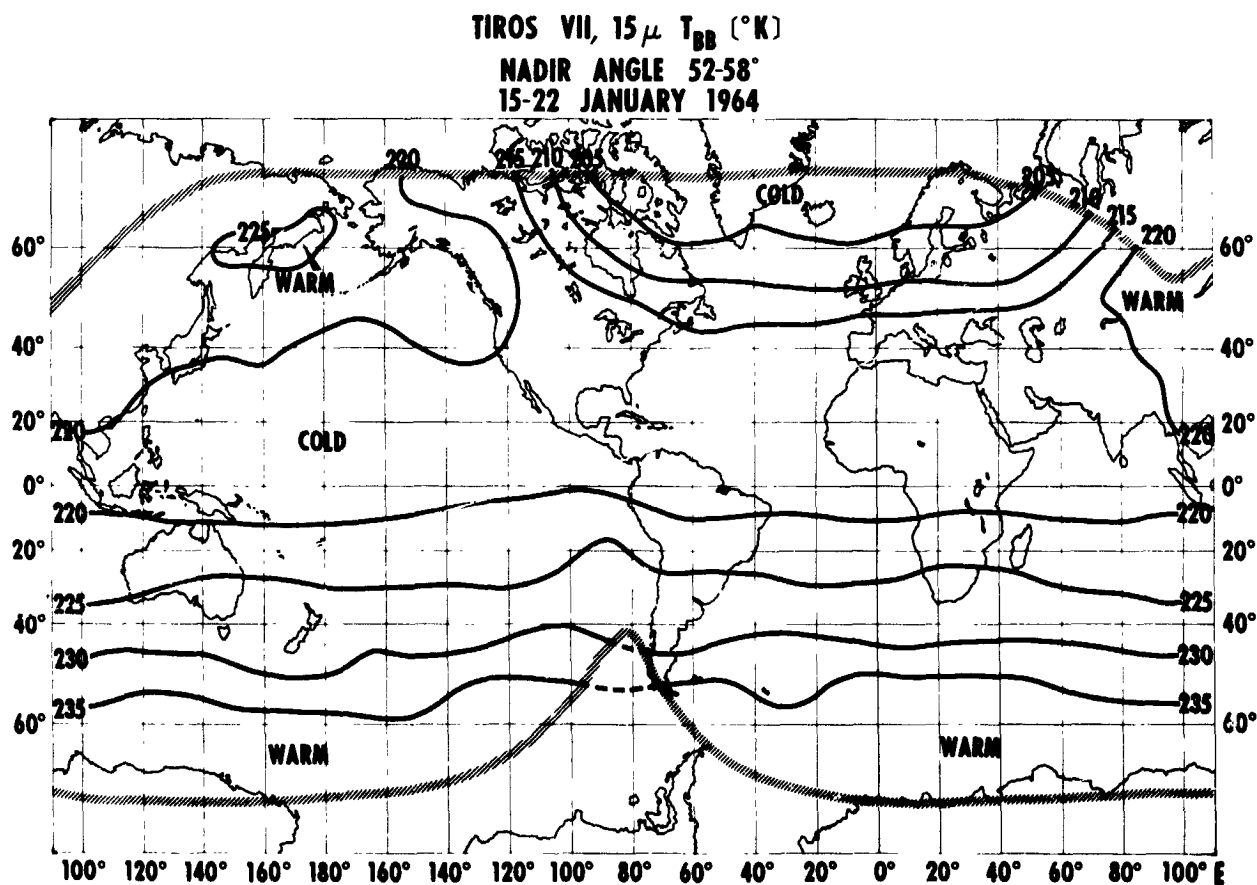 TIROS VII, 15 μ T_BB (°K)
NADIR ANGLE 52-58°
15-22 JANUARY 1964
220 215 210 205
COLD
205
210
215
220
225
60° 60°
WARM
WARM
40° 40°
220 20° 20°
220
COLD
0° 0°
220 220
20° 20°
225 225
40° 40°
230 230
235 235
60° 60°
WARM WARM
100° 120° 140° 160° 180° 160° 140° 120° 100° 80° 60° 40° 20° 0° 20° 40° 60° 80° 100° E